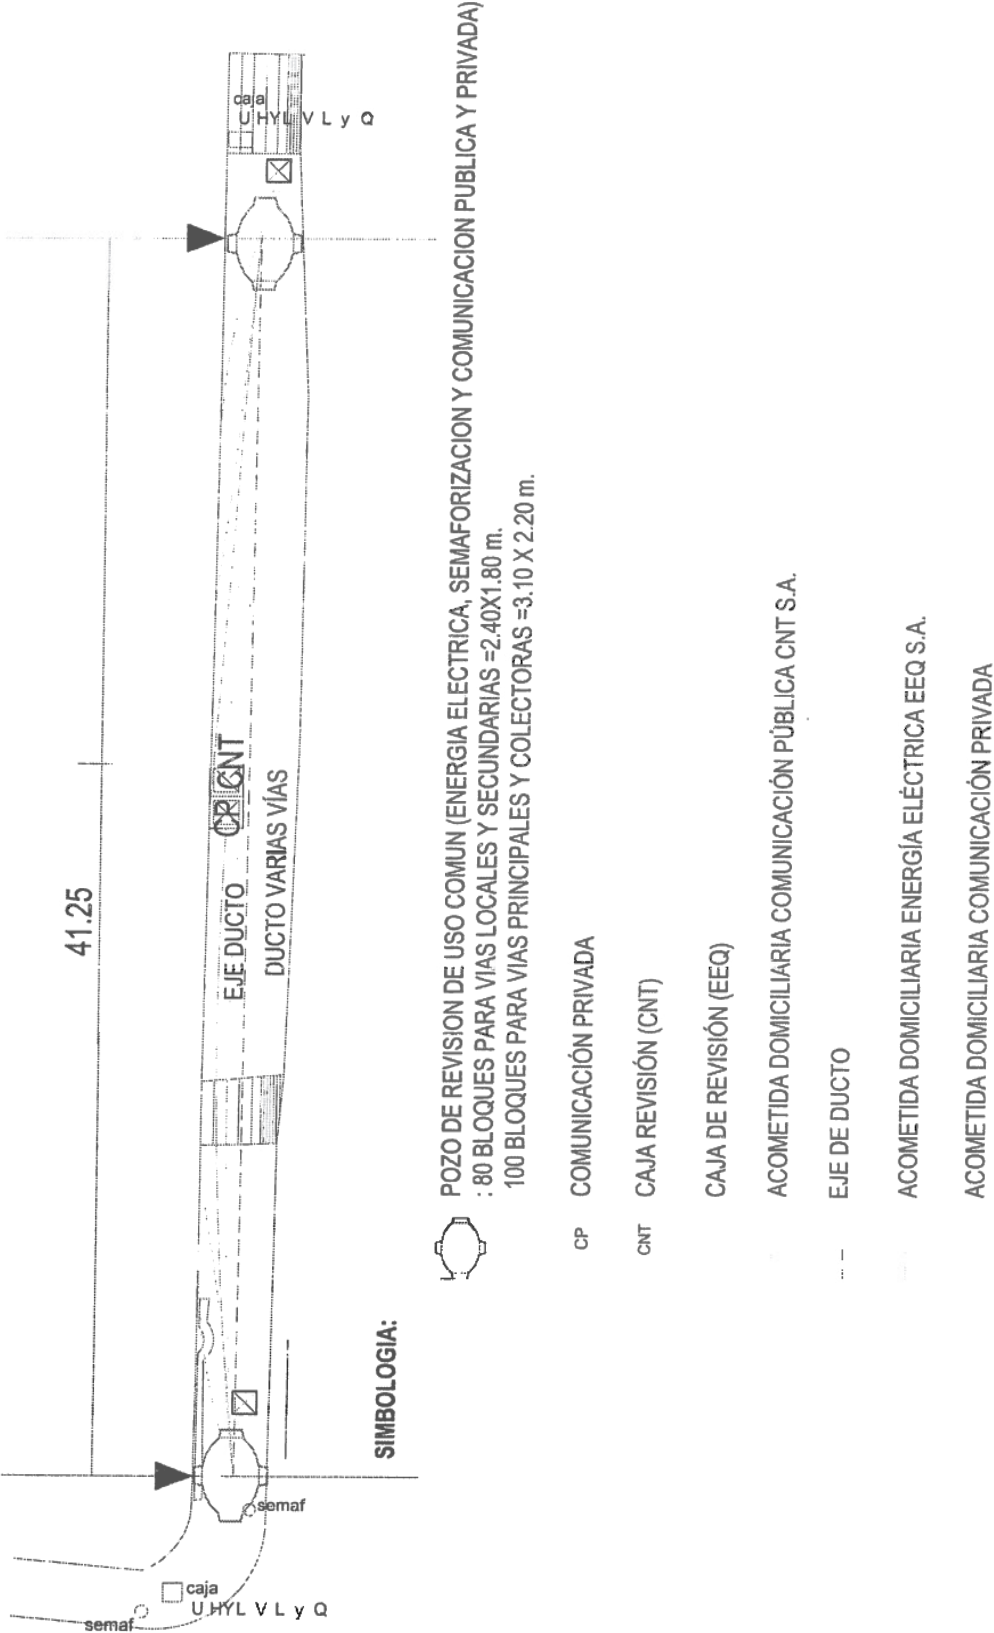 caja
U HYL V L y Q
41.25
EJE DUCTO
CP CNT
DUCTO VARIAS VÍAS
semaf
caja
U HYL V L y Q
semaf
SIMBOLOGIA:
POZO DE REVISION DE USO COMUN (ENERGIA ELECTRICA, SEMAFORIZACION Y COMUNICACION PUBLICA Y PRIVADA)
: 80 BLOQUES PARA VIAS LOCALES Y SECUNDARIAS =2.40X1.80 m.
100 BLOQUES PARA VIAS PRINCIPALES Y COLECTORAS =3.10 X 2.20 m.
CP COMUNICACIÓN PRIVADA
CNT CAJA REVISIÓN (CNT)
CAJA DE REVISIÓN (EEQ)
ACOMETIDA DOMICILIARIA COMUNICACIÓN PÚBLICA CNT S.A.
EJE DE DUCTO
ACOMETIDA DOMICILIARIA ENERGÍA ELÉCTRICA EEQ S.A.
ACOMETIDA DOMICILIARIA COMUNICACIÓN PRIVADA